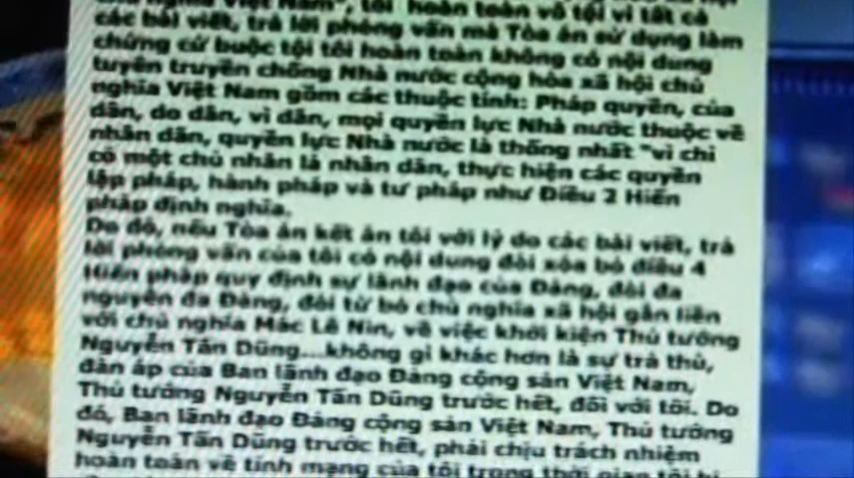 nghĩa Việt Nam", tôi hoàn toàn vô tội vì tất cả
các bài viết, trả lời phỏng vấn mà Tòa án sử dụng làm
chứng cứ buộc tội tôi hoàn toàn không có nội dung
tuyên truyền chống Nhà nước cộng hòa xã hội chủ
nghĩa Việt Nam gồm các thuộc tính: Pháp quyền, của
dân, do dân, vì dân, mọi quyền lực Nhà nước thuộc về
nhân dân, quyền lực Nhà nước là thống nhất "vì chỉ
có một chủ nhân là nhân dân, thực hiện các quyền
lập pháp, hành pháp và tư pháp như Điều 2 Hiến
pháp định nghĩa.
Do đó, nếu Tòa án kết án tôi với lý do các bài viết, trả
lời phỏng vấn của tôi có nội dung đòi xóa bỏ điều 4
Hiến pháp quy định sự lãnh đạo của Đảng, đòi đa
nguyên đa Đảng, đòi từ bỏ chủ nghĩa xã hội gắn liền
với chủ nghĩa Mác Lê Nin, về việc khởi kiện Thủ tướng
Nguyễn Tấn Dũng...không gì khác hơn là sự trả thù,
đàn áp của Ban lãnh đạo Đảng cộng sản Việt Nam,
Thủ tướng Nguyễn Tấn Dũng trước hết, đối với tôi. Do
đó, Ban lãnh đạo Đảng cộng sản Việt Nam, Thủ tướng
Nguyễn Tấn Dũng trước hết, phải chịu trách nhiệm
hoàn toàn về tính mạng của tôi trong thời gian tôi bị